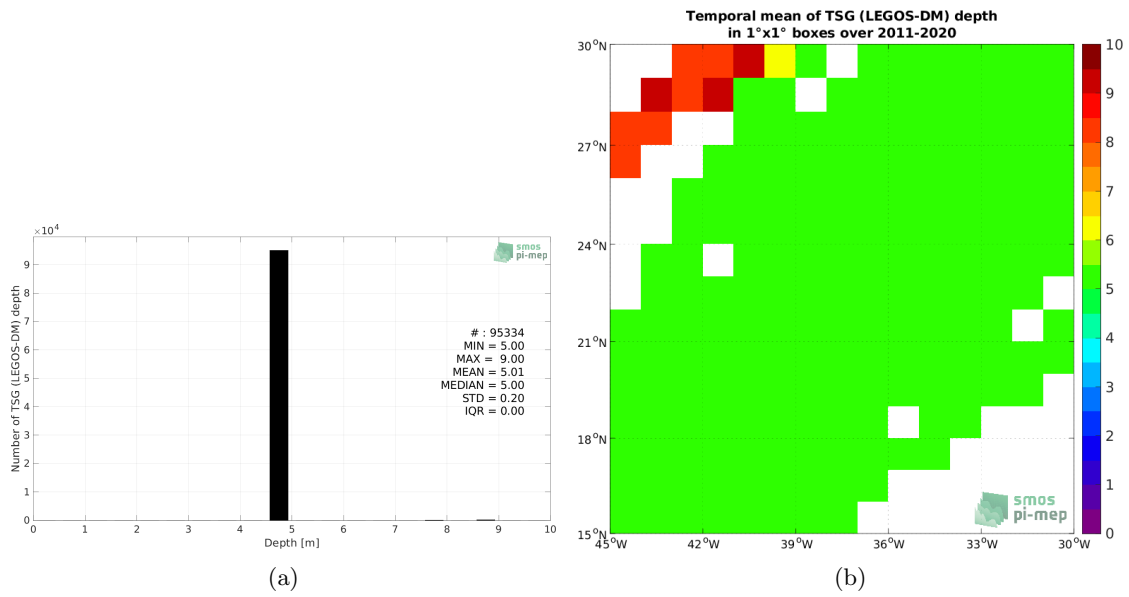 Temporal mean of TSG (LEGOS-DM) depth
in 1°x1° boxes over 2011-2020
×10⁴
9
8
7
6
5
4
3
2
1
0
Number of TSG (LEGOS-DM) depth
0 1 2 3 4 5 6 7 8 9 10
Depth [m]
smos
pi-mep
# : 95334
MIN = 5.00
MAX = 9.00
MEAN = 5.01
MEDIAN = 5.00
STD = 0.20
IQR = 0.00
(a)
30°N
27°N
24°N
21°N
18°N
15°N
45°W 42°W 39°W 36°W 33°W 30°W
smos
pi-mep
10
9
8
7
6
5
4
3
2
1
0
(b)